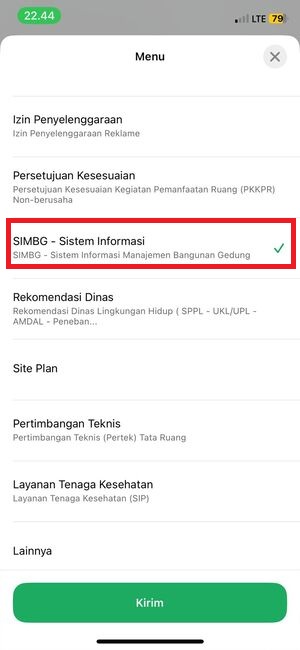 22.44
LTE 79
Menu
Izin Penyelenggaraan
Izin Penyelenggaraan Reklame
Persetujuan Kesesuaian
Persetujuan Kesesuaian Kegiatan Pemanfaatan Ruang (PKKPR)
Non-berusaha
SIMBG - Sistem Informasi
SIMBG - Sistem Informasi Manajemen Bangunan Gedung
Rekomendasi Dinas
Rekomendasi Dinas Lingkungan Hidup ( SPPL - UKL/UPL -
AMDAL - Peneban...
Site Plan
Pertimbangan Teknis
Pertimbangan Teknis (Pertek) Tata Ruang
Layanan Tenaga Kesehatan
Layanan Tenaga Kesehatan (SIP)
Lainnya
Kirim